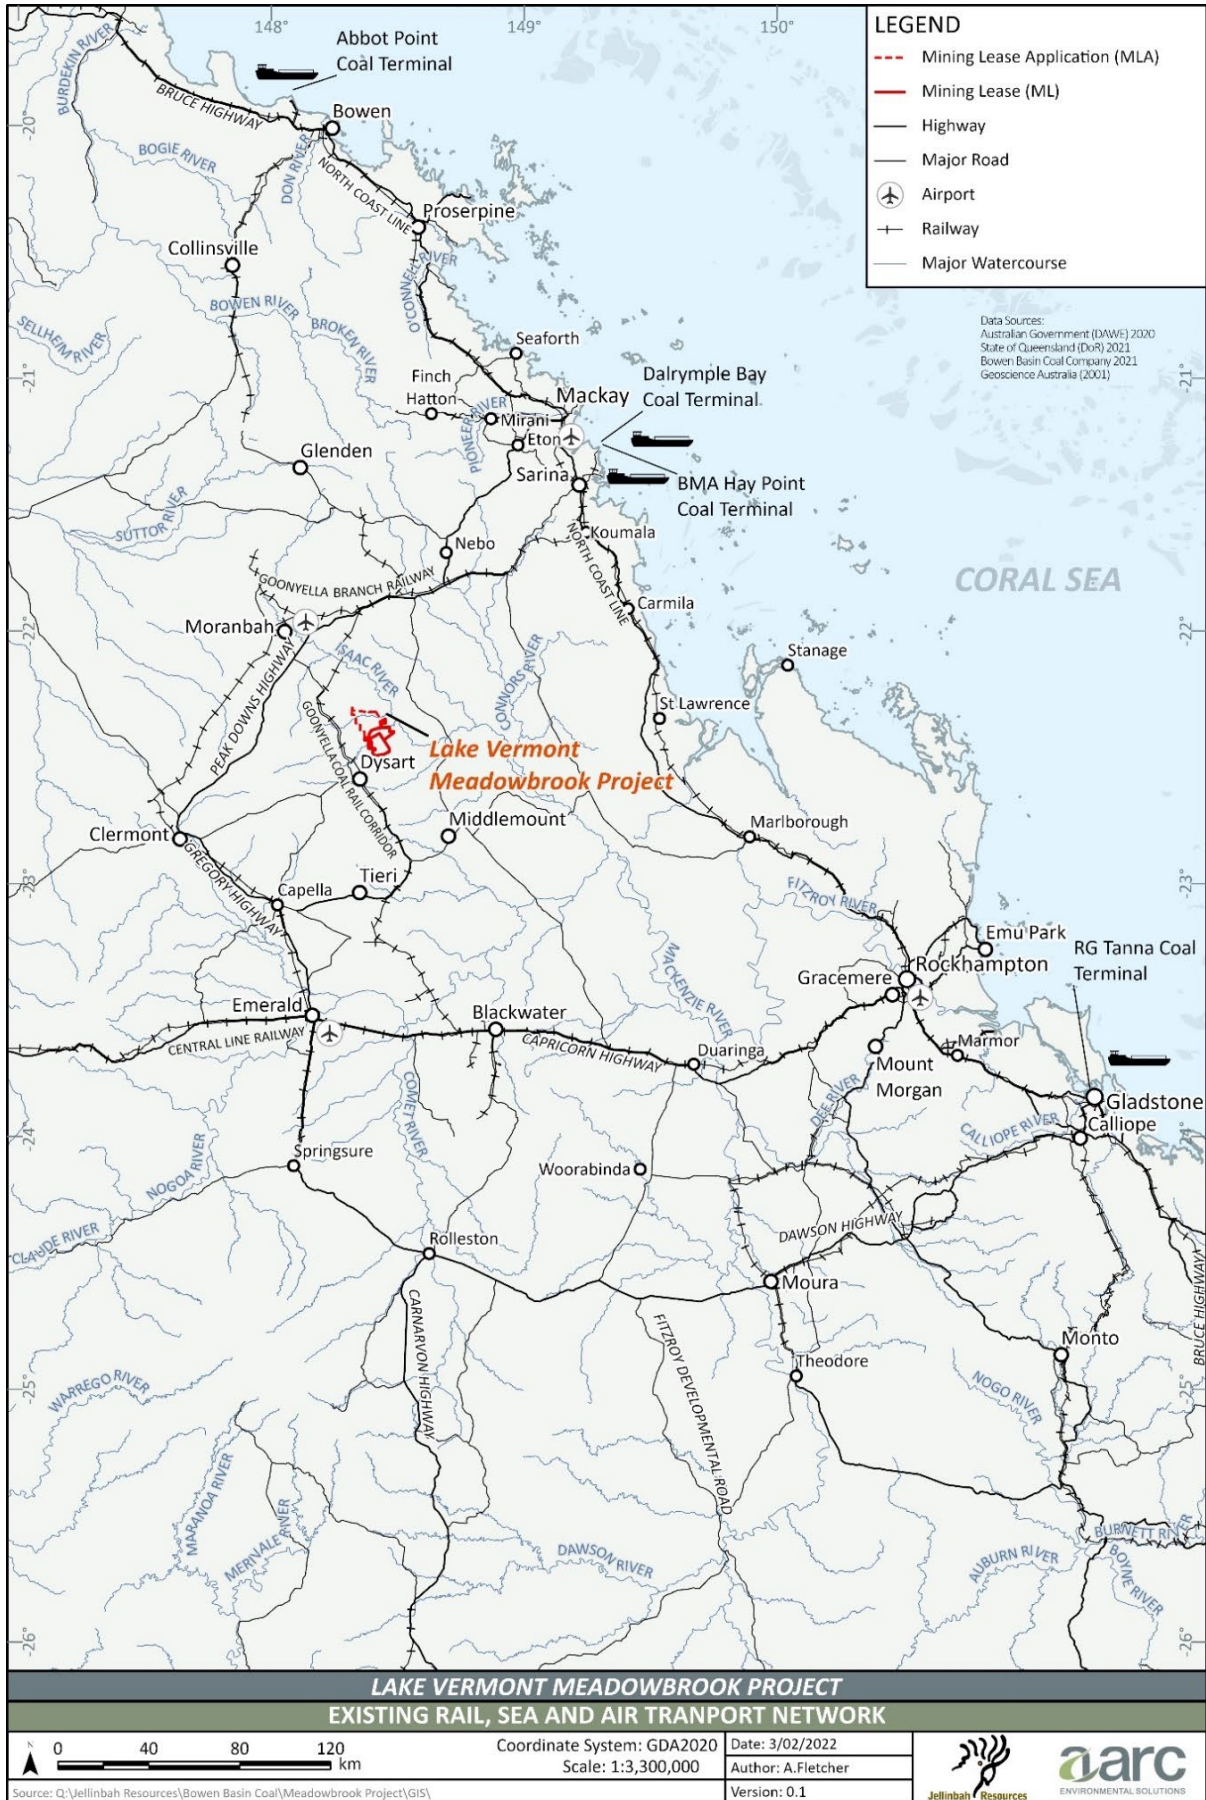 148°
149°
150°
LEGEND
Mining Lease Application (MLA)
Mining Lease (ML)
Highway
Major Road
Airport
Railway
Major Watercourse
Data Sources:
Australian Government (DAWE) 2020
State of Queensland (DoR) 2021
Bowen Basin Coal Company 2021
Geoscience Australia (2001)
Abbot Point
Coal Terminal
BURDEKIN RIVER
BRUCE HIGHWAY
Bowen
-20°
BOGIE RIVER
DON RIVER
NORTH COAST LINE
Proserpine
Collinsville
O'CONNELL RIVER
BOWEN RIVER
BROKEN RIVER
SELLHEIM RIVER
Seaforth
-21°
-21°
Finch
Hatton
Dalrymple Bay
Coal Terminal
Mackay
PIONEER RIVER
Mirani
Eton
Glenden
Sarina
BMA Hay Point
Coal Terminal
SUTTOR RIVER
Koumala
Nebo
NORTH COAST LINE
GOONYELLA BRANCH RAILWAY
CORAL SEA
Carmila
Moranbah
-22°
-22°
ISAAC RIVER
CONNORS RIVER
Stanage
PEAK DOWNS HIGHWAY
GOONYELLA COAL RAIL CORRIDOR
St Lawrence
Lake Vermont
Meadowbrook Project
Dysart
Middlemount
Marlborough
Clermont
GREGORY HIGHWAY
Tieri
Capella
-23°
-23°
FITZROY RIVER
Emu Park
RG Tanna Coal
Terminal
MACKENZIE RIVER
Rockhampton
Gracemere
Emerald
Blackwater
CENTRAL LINE RAILWAY
CAPRICORN HIGHWAY
Duaringa
Marmor
Mount
Morgan
COMET RIVER
DEE RIVER
Gladstone
Calliope
CALLIOPE RIVER
-24°
-24°
Springsure
Woorabinda
NOGOA RIVER
CLAUDE RIVER
DAWSON HIGHWAY
Rolleston
Moura
CARNARVON HIGHWAY
FITZROY DEVELOPMENTAL ROAD
BRUCE HIGHWAY
Monto
Theodore
WARREGO RIVER
NOGO RIVER
-25°
-25°
MARANOA RIVER
MERIVALE RIVER
DAWSON RIVER
BURNETT RIVER
AUBURN RIVER
BOYNE RIVER
-26°
-26°
LAKE VERMONT MEADOWBROOK PROJECT
EXISTING RAIL, SEA AND AIR TRANPORT NETWORK
N
0 40 80 120
km
Coordinate System: GDA2020
Scale: 1:3,300,000
Date: 3/02/2022
Author: A.Fletcher
Version: 0.1
Source: Q:\Jellinbah Resources\Bowen Basin Coal\Meadowbrook Project\GIS\
Jellinbah Resources
aarc
ENVIRONMENTAL SOLUTIONS